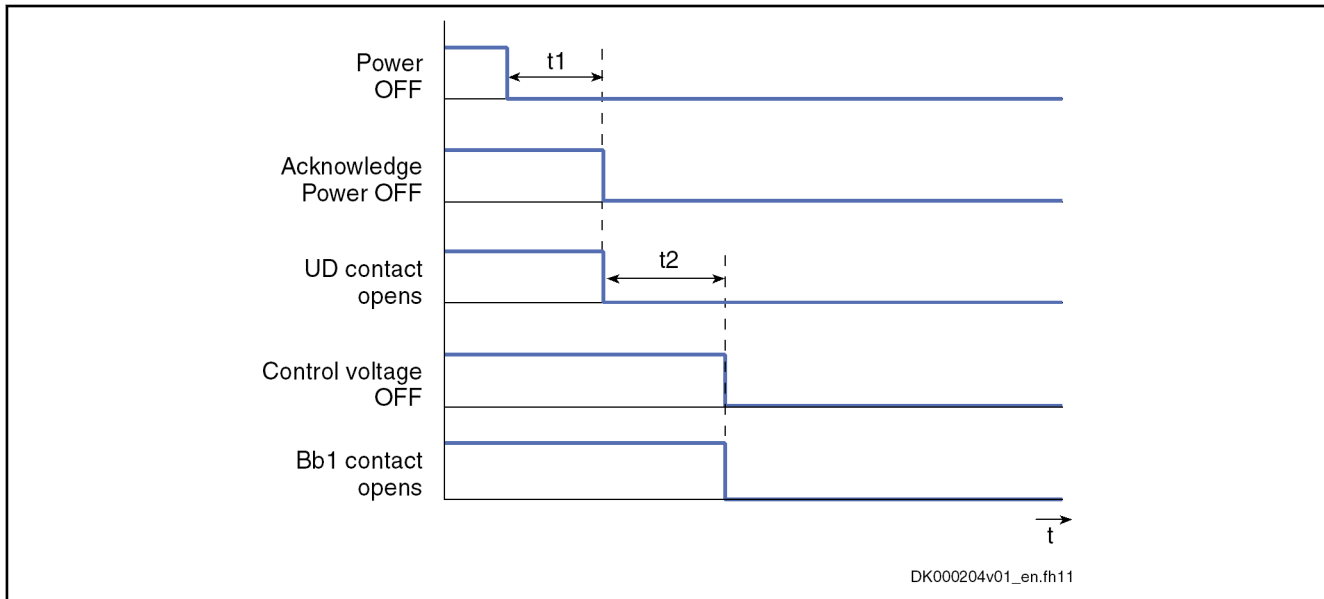 Power
OFF
t1
Acknowledge
Power OFF
UD contact
opens
t2
Control voltage
OFF
Bb1 contact
opens
t
DK000204v01_en.fh11